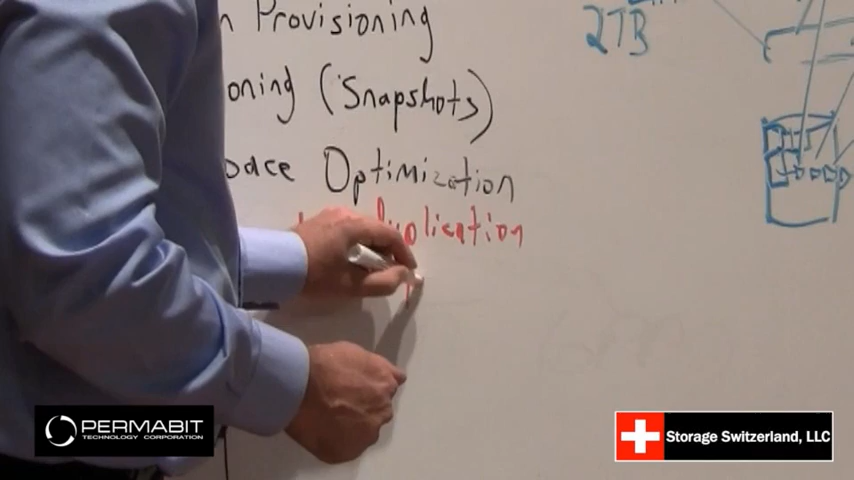 n Provisioning
2TB
oning (Snapshots)
pace Optimization
plication
PERMABIT
TECHNOLOGY CORPORATION
Storage Switzerland, LLC